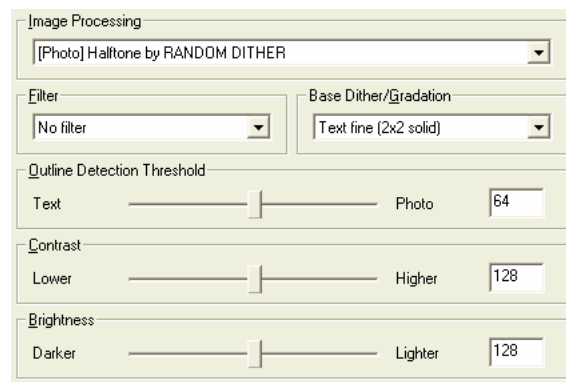 Image Processing
[Photo] Halftone by RANDOM DITHER
Filter Base Dither/Gradation
No filter Text fine (2x2 solid)
Outline Detection Threshold
Text Photo 64
Contrast
Lower Higher 128
Brightness
Darker Lighter 128